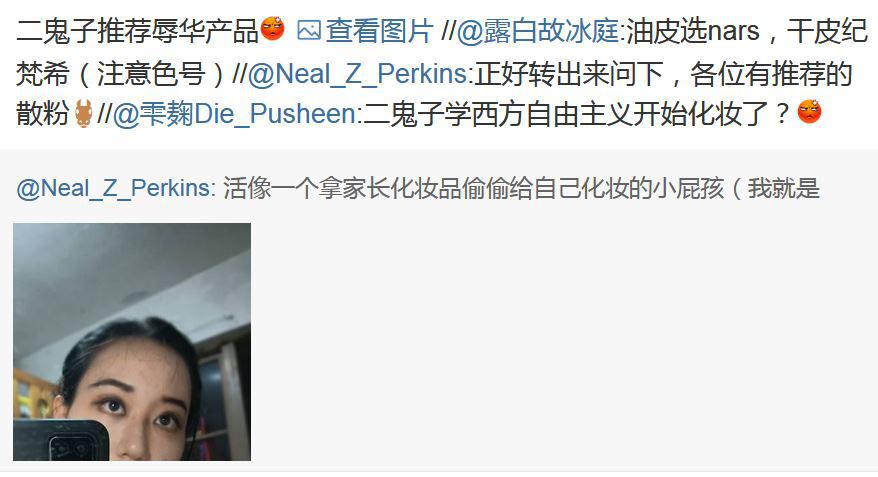 二鬼子推荐辱华产品 查看图片 //@露白故冰庭:油皮选nars，干皮纪
梵希（注意色号）//@Neal_Z_Perkins:正好转出来问下，各位有推荐的
散粉//@霏麹Die_Pusheen:二鬼子学西方自由主义开始化妆了？
@Neal_Z_Perkins: 活像一个拿家长化妆品偷偷给自己化妆的小屁孩（我就是